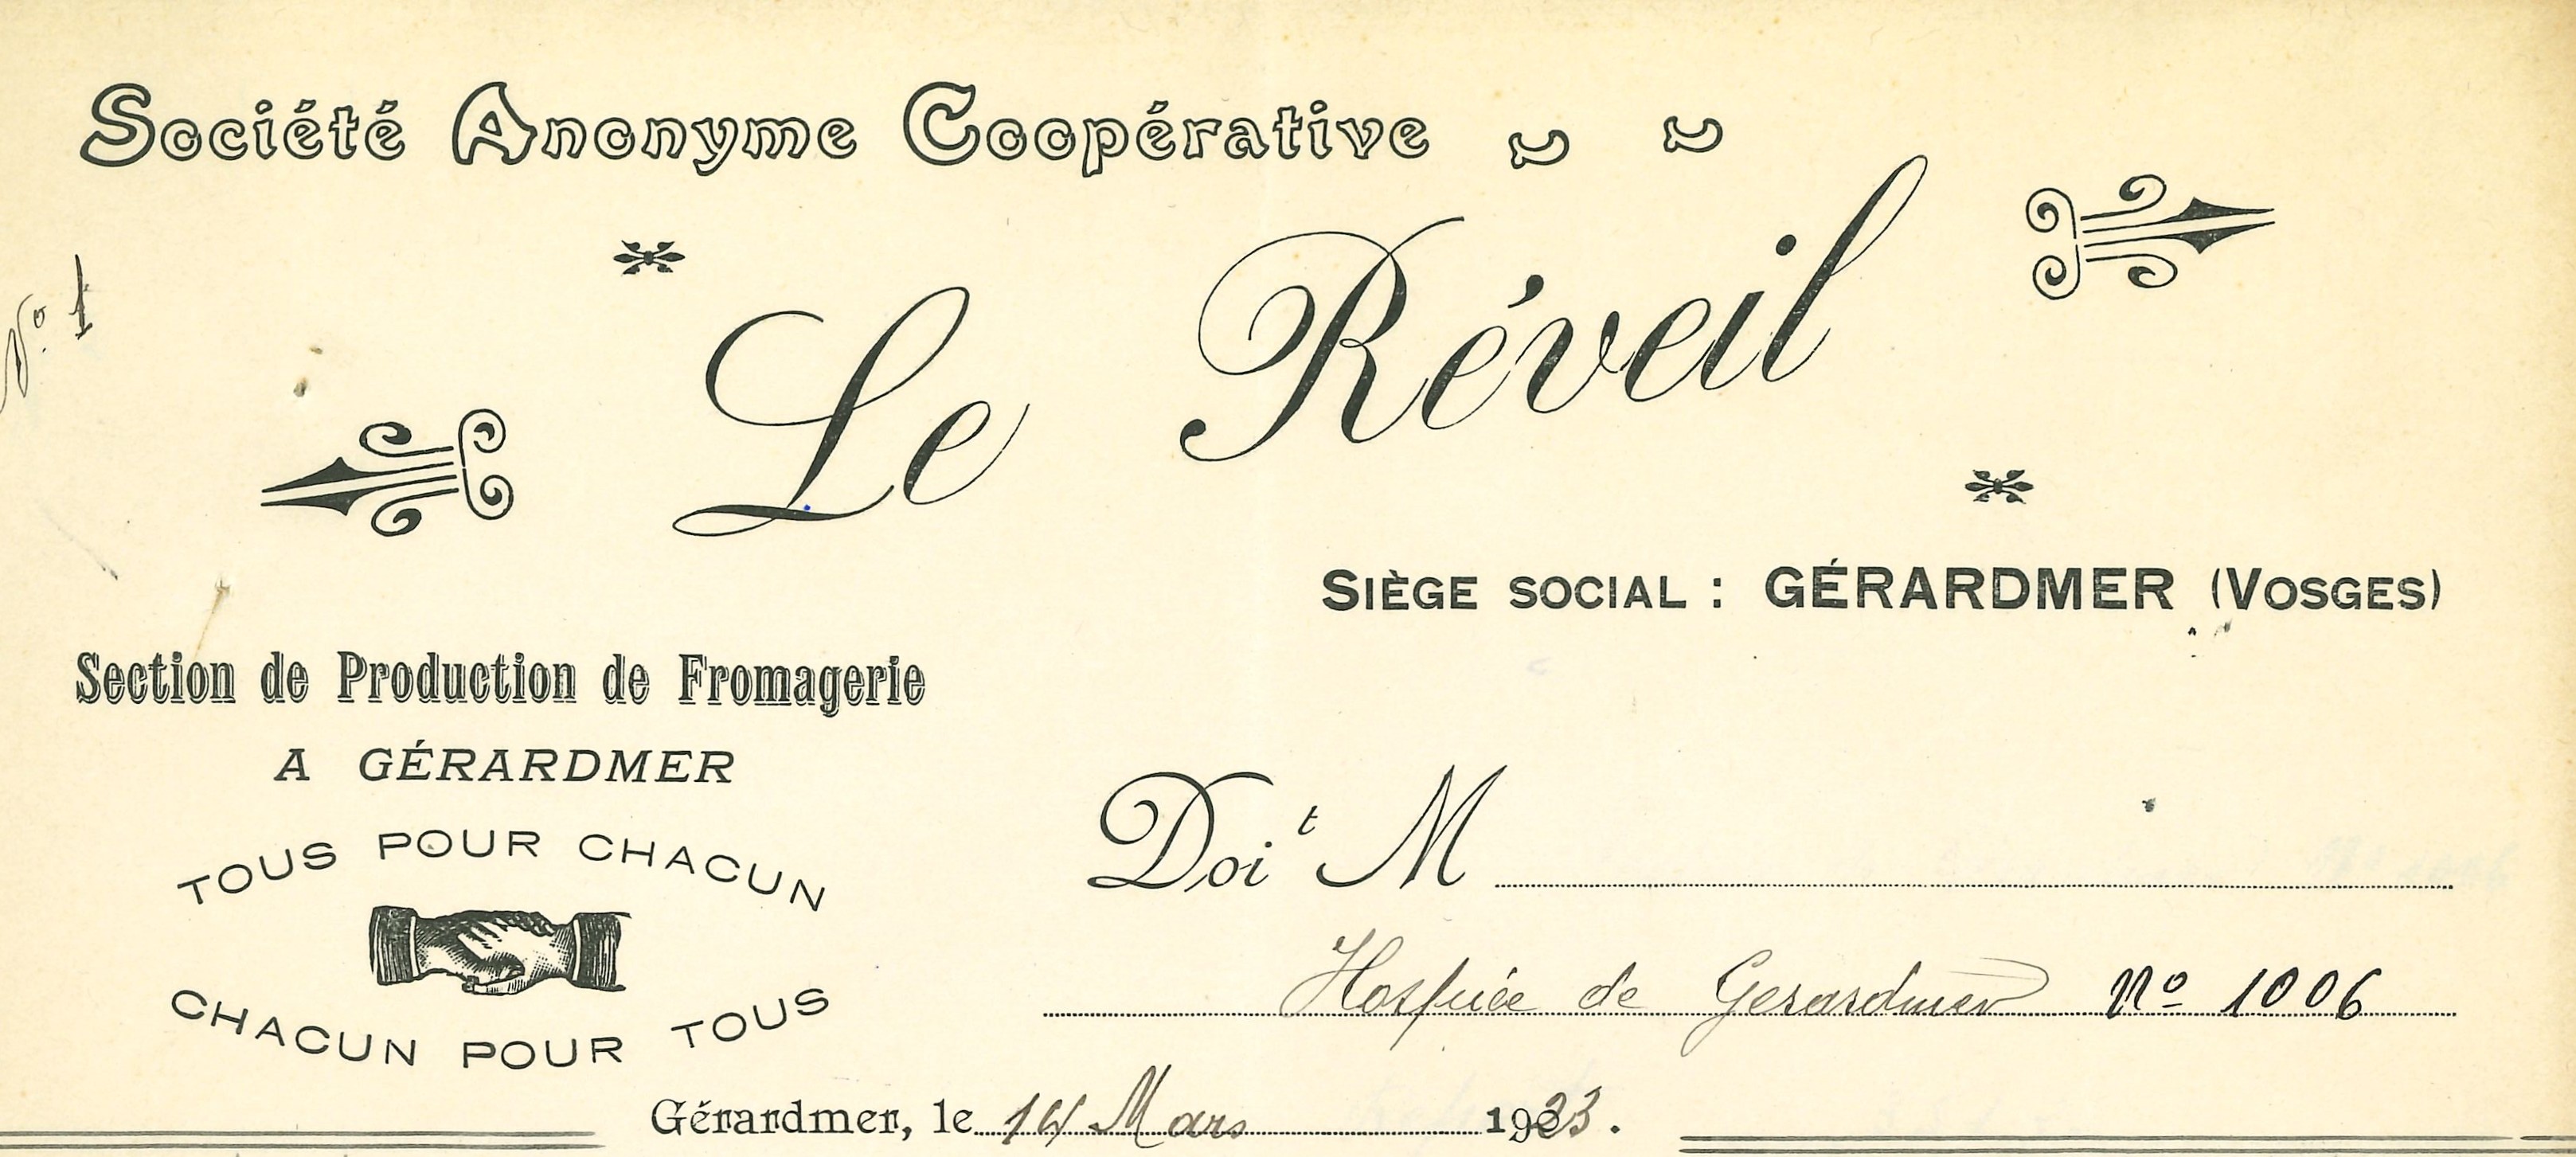 Société Anonyme Coopérative
Le Réveil
N° 1
SIÈGE SOCIAL : GÉRARDMER (VOSGES)
Section de Production de Fromagerie
A GÉRARDMER
TOUS POUR CHACUN
CHACUN POUR TOUS
Doit M
Hospice de Gerardmer No 1006
Gérardmer, le 14 Mars 1923.